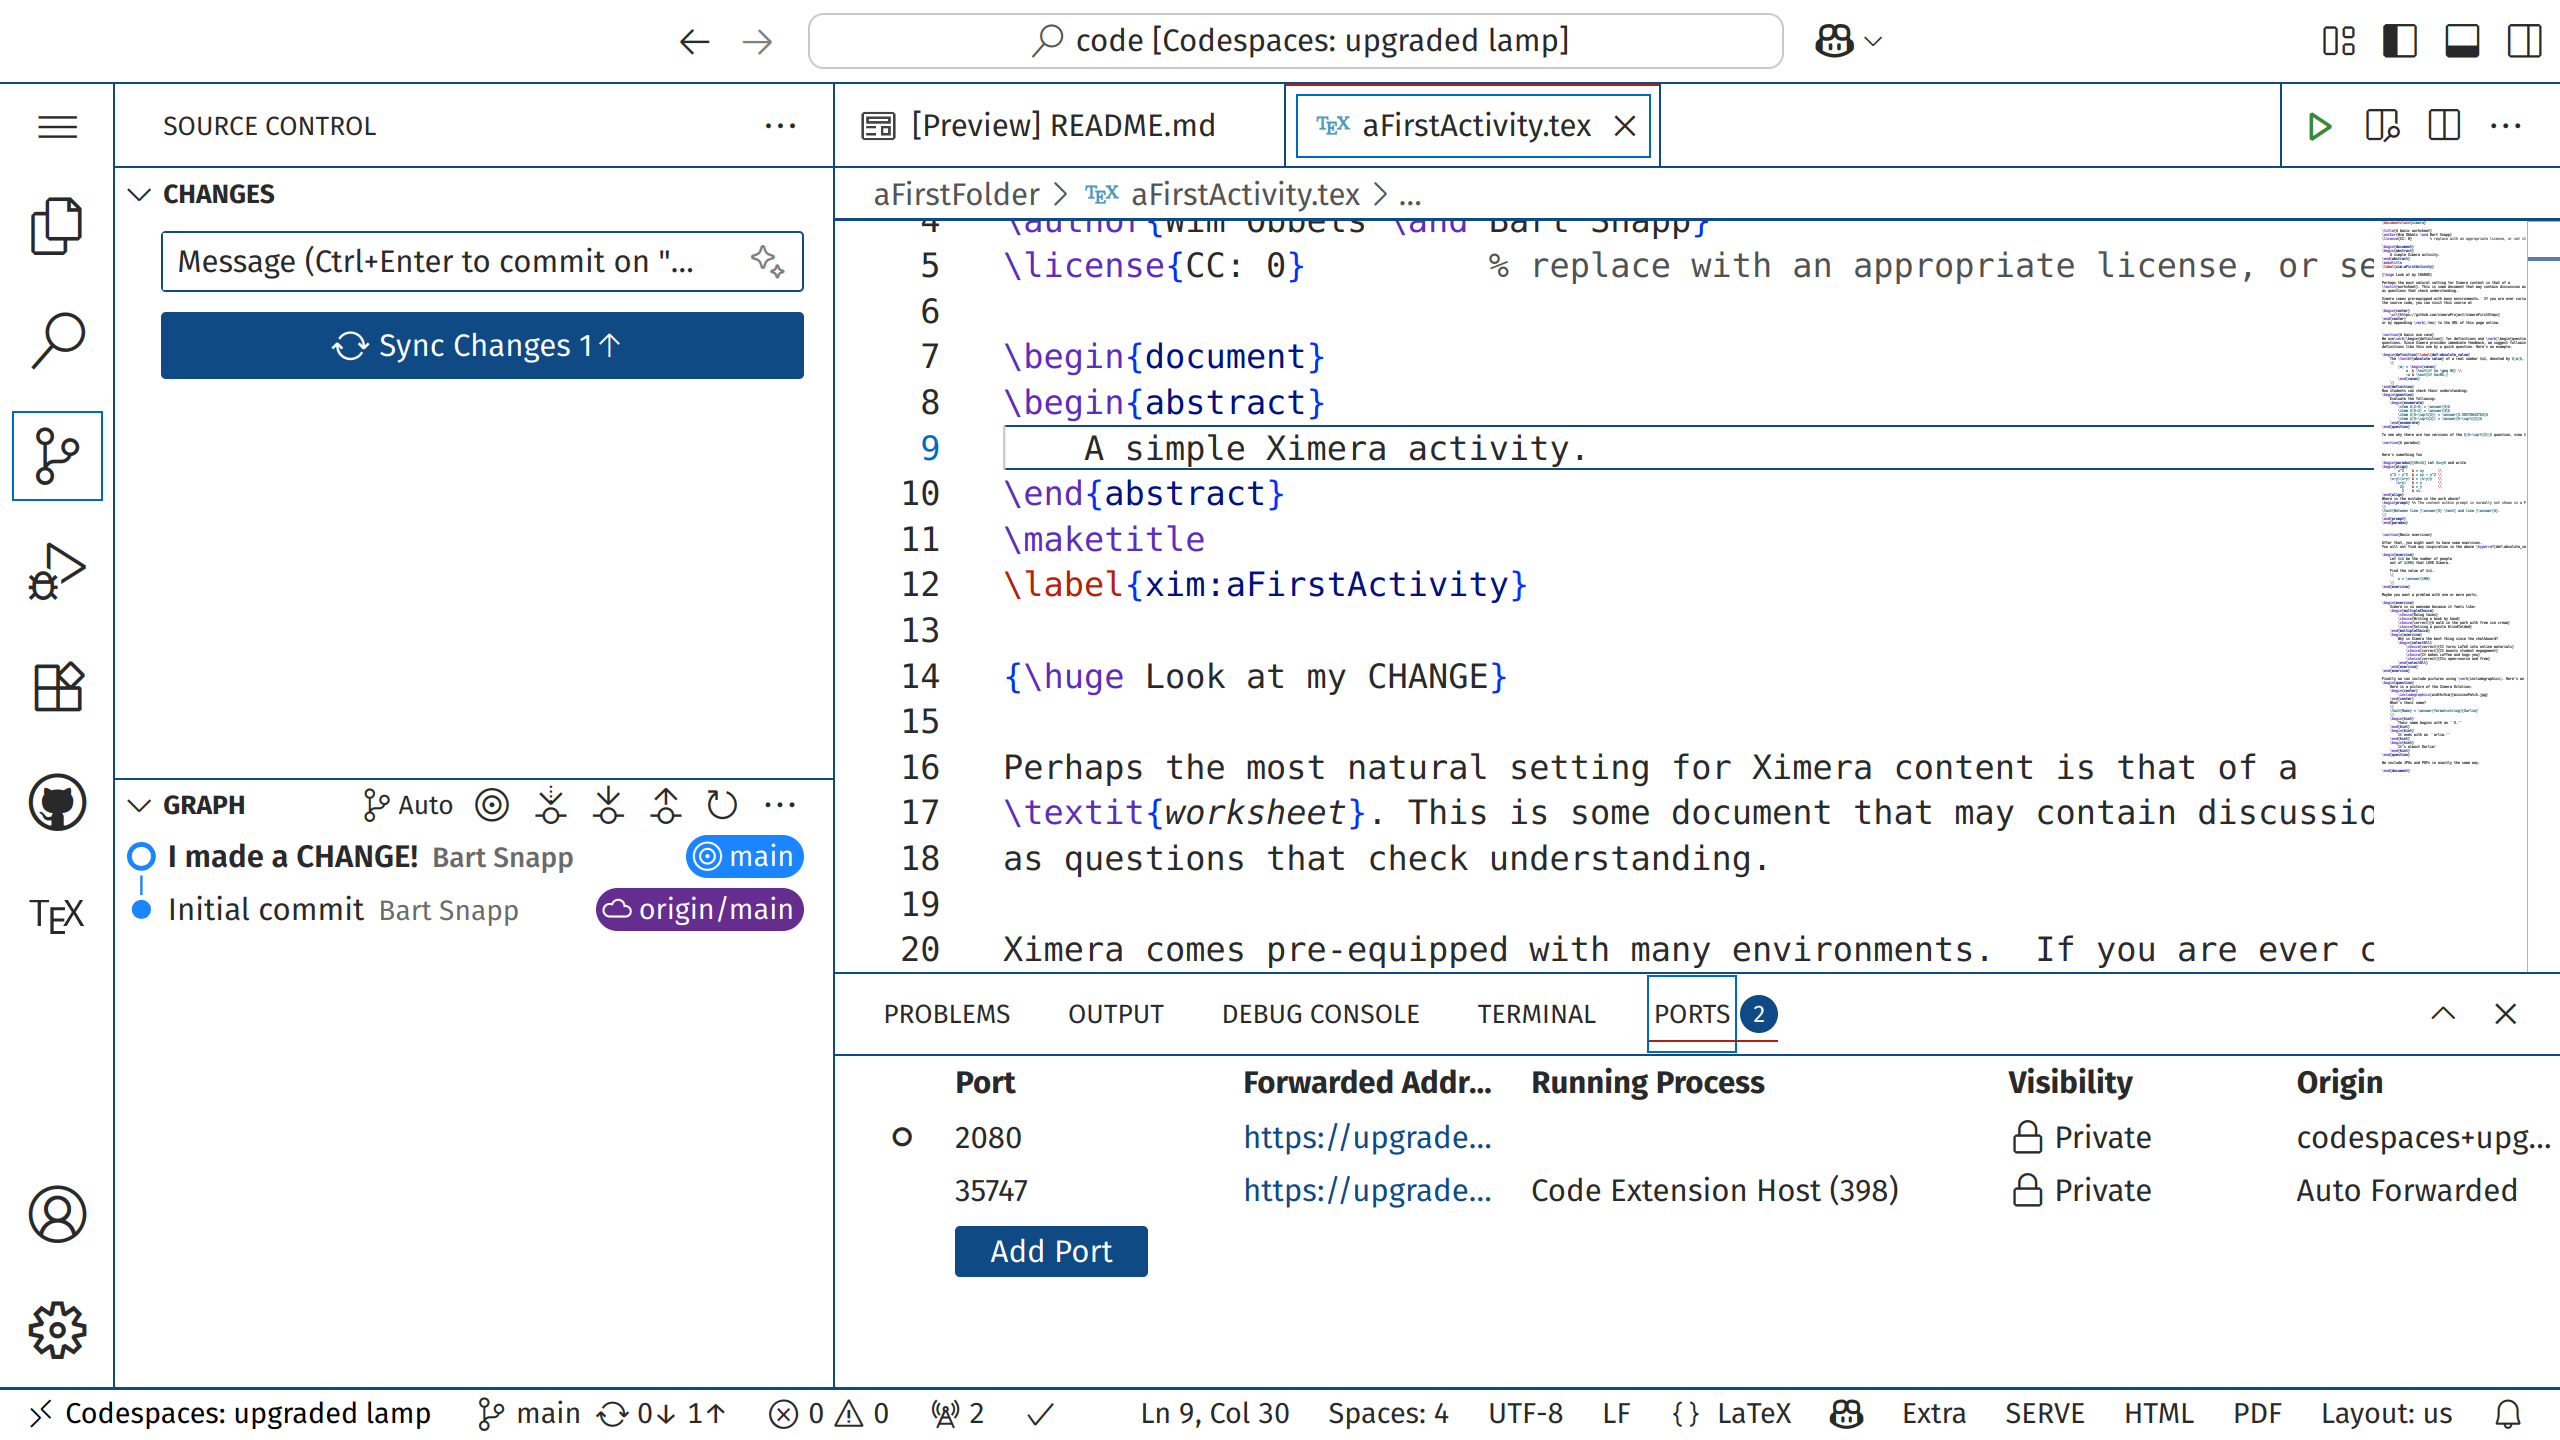 code [Codespaces: upgraded lamp]
SOURCE CONTROL
CHANGES
Message (Ctrl+Enter to commit on "...
Sync Changes 1↑
GRAPH
Auto
I made a CHANGE! Bart Snapp main
Initial commit Bart Snapp origin/main
TEX
[Preview] README.md
TEX aFirstActivity.tex
aFirstFolder > TEX aFirstActivity.tex > ...
4 \author{Wim Obbels \and Bart Snapp}
5 \license{CC: 0} % replace with an appropriate license, or se
6
7 \begin{document}
8 \begin{abstract}
9 A simple Ximera activity.
10 \end{abstract}
11 \maketitle
12 \label{xim:aFirstActivity}
13
14 {\huge Look at my CHANGE}
15
16 Perhaps the most natural setting for Ximera content is that of a
17 \textit{worksheet}. This is some document that may contain discussio
18 as questions that check understanding.
19
20 Ximera comes pre-equipped with many environments.  If you are ever c
PROBLEMS OUTPUT DEBUG CONSOLE TERMINAL PORTS 2
Port Forwarded Addr... Running Process Visibility Origin
2080 https://upgrade... Private codespaces+upg...
35747 https://upgrade... Code Extension Host (398) Private Auto Forwarded
Add Port
Codespaces: upgraded lamp main 0↓ 1↑ 0 0 2 Ln 9, Col 30 Spaces: 4 UTF-8 LF {} LaTeX Extra SERVE HTML PDF Layout: us